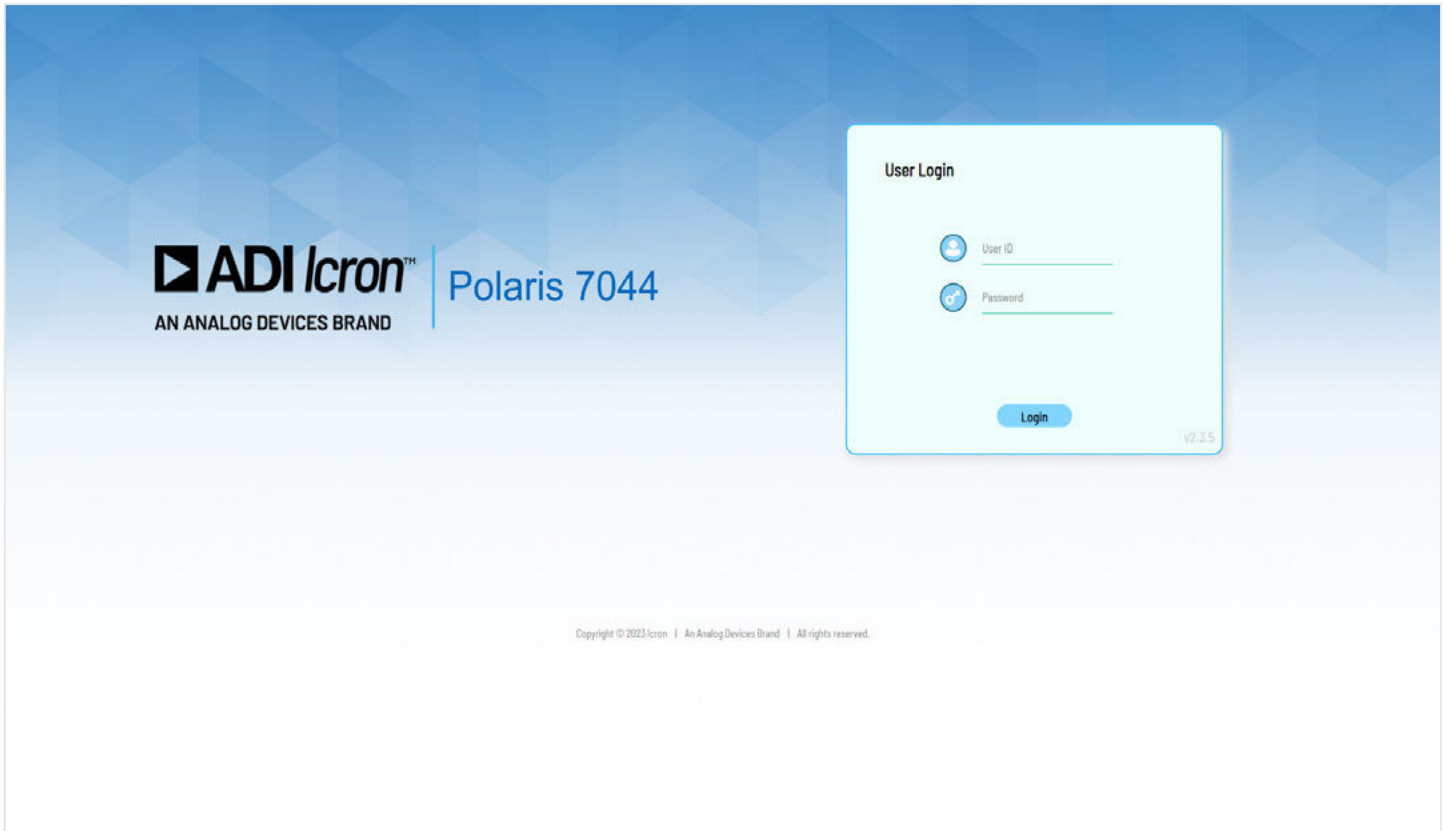 ADI Icron™
AN ANALOG DEVICES BRAND
Polaris 7044
User Login
User ID
Password
Login
v2.3.5
Copyright © 2023 Icron | An Analog Devices Brand | All rights reserved.